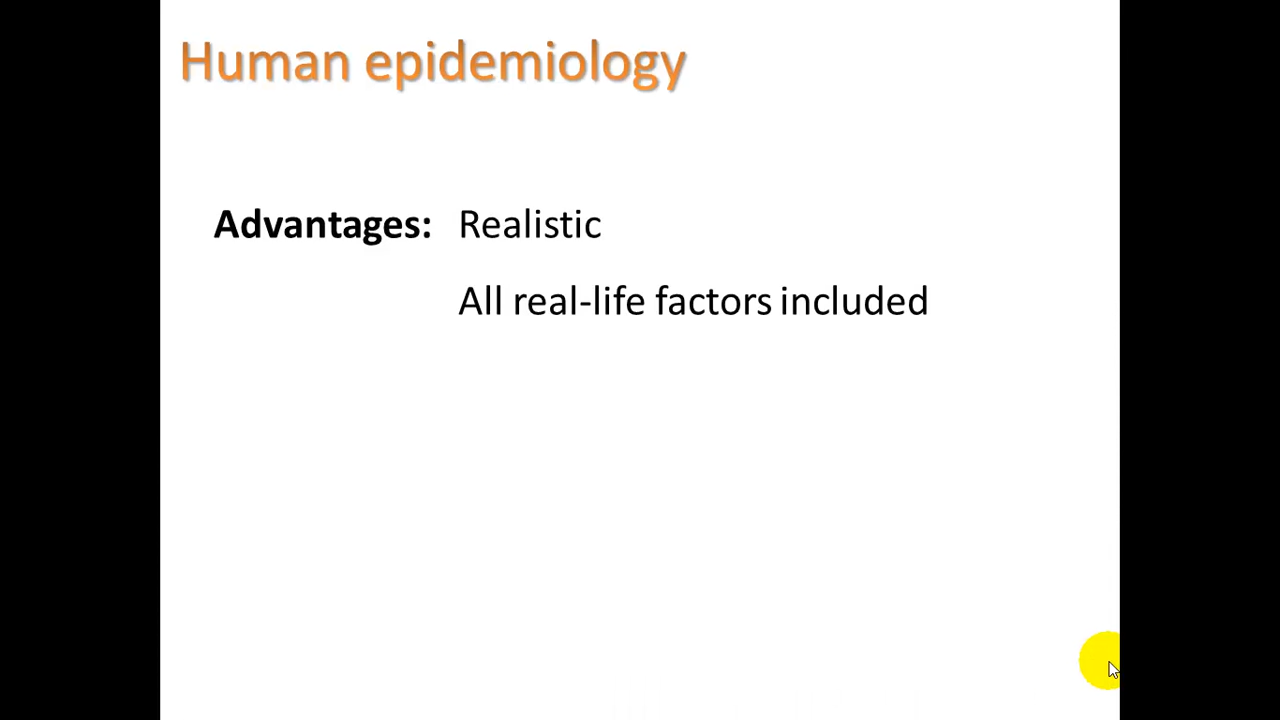 Human epidemiology
Advantages: Realistic
All real-life factors included